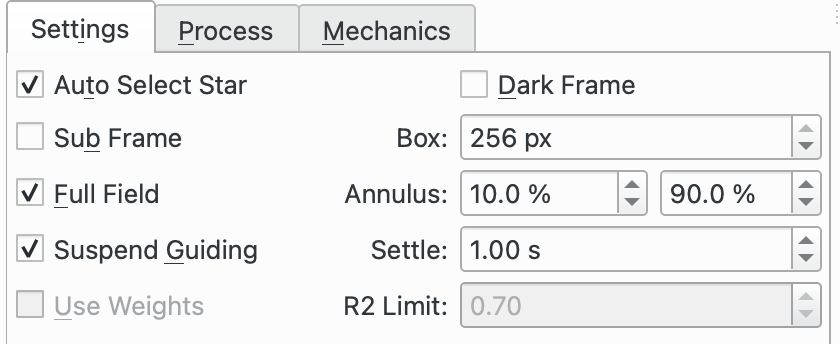 Settings Process Mechanics
Auto Select Star Dark Frame
Sub Frame Box: 256 px
Full Field Annulus: 10.0 % 90.0 %
Suspend Guiding Settle: 1.00 s
Use Weights R2 Limit: 0.70